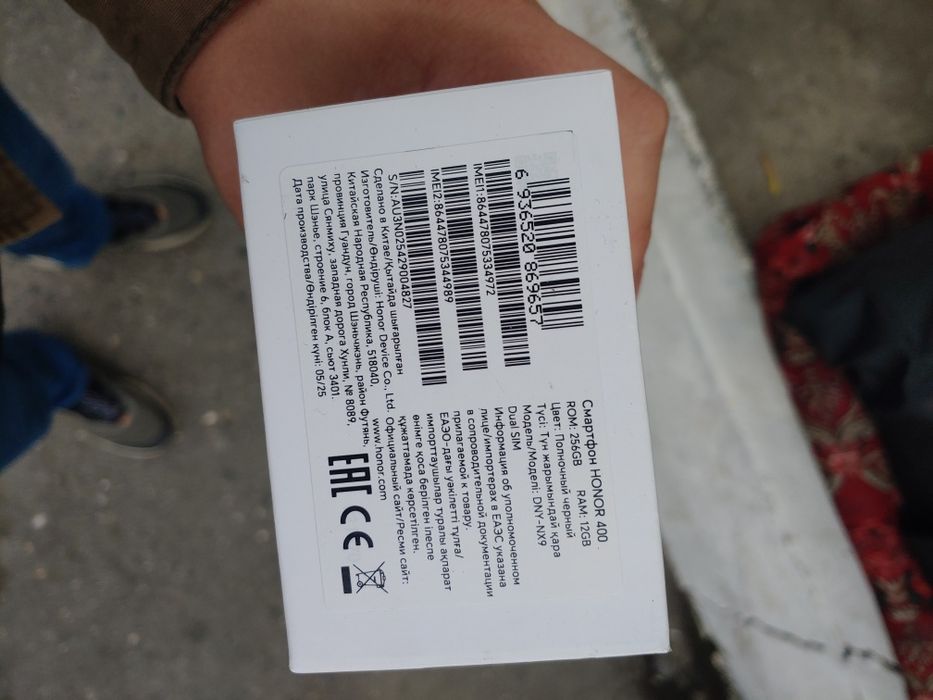 6 936520 869657
IMEI1:864478075334972
IMEI2:864478075344989
S/N:AU3N025429004827
Смартфон HONOR 400
ROM: 256GB RAM: 12GB
Цвет: Полночный черный
Түсі: Түн жарымындай қара
Модель/Моделі: DNY-NX9
Dual SIM
Информация об уполномоченном
лице/импортерах в ЕАЭС указана
в сопроводительной документации
прилагаемой к товару.
ЕАЭО-дағы уәкілетті тұлға/
импорттаушылар туралы ақпарат
өнімге қоса берілген ілеспе
құжаттамада көрсетілген.
Сделано в Китае/Қытайда шығарылған
Изготовитель/Өндіруші: Honor Device Co., Ltd. Официальный сайт/Ресми сайт:
Китайская Народная Республика, 518040, www.honor.com
провинция Гуандун, город Шэньчжэнь, район Футянь,
улица Сянмиху, западная дорога Хунли, № 8089,
парк Шэнье, строение 6, блок А, сьют 3401.
Дата производства/Өндірілген күні: 05/25
EAC CE